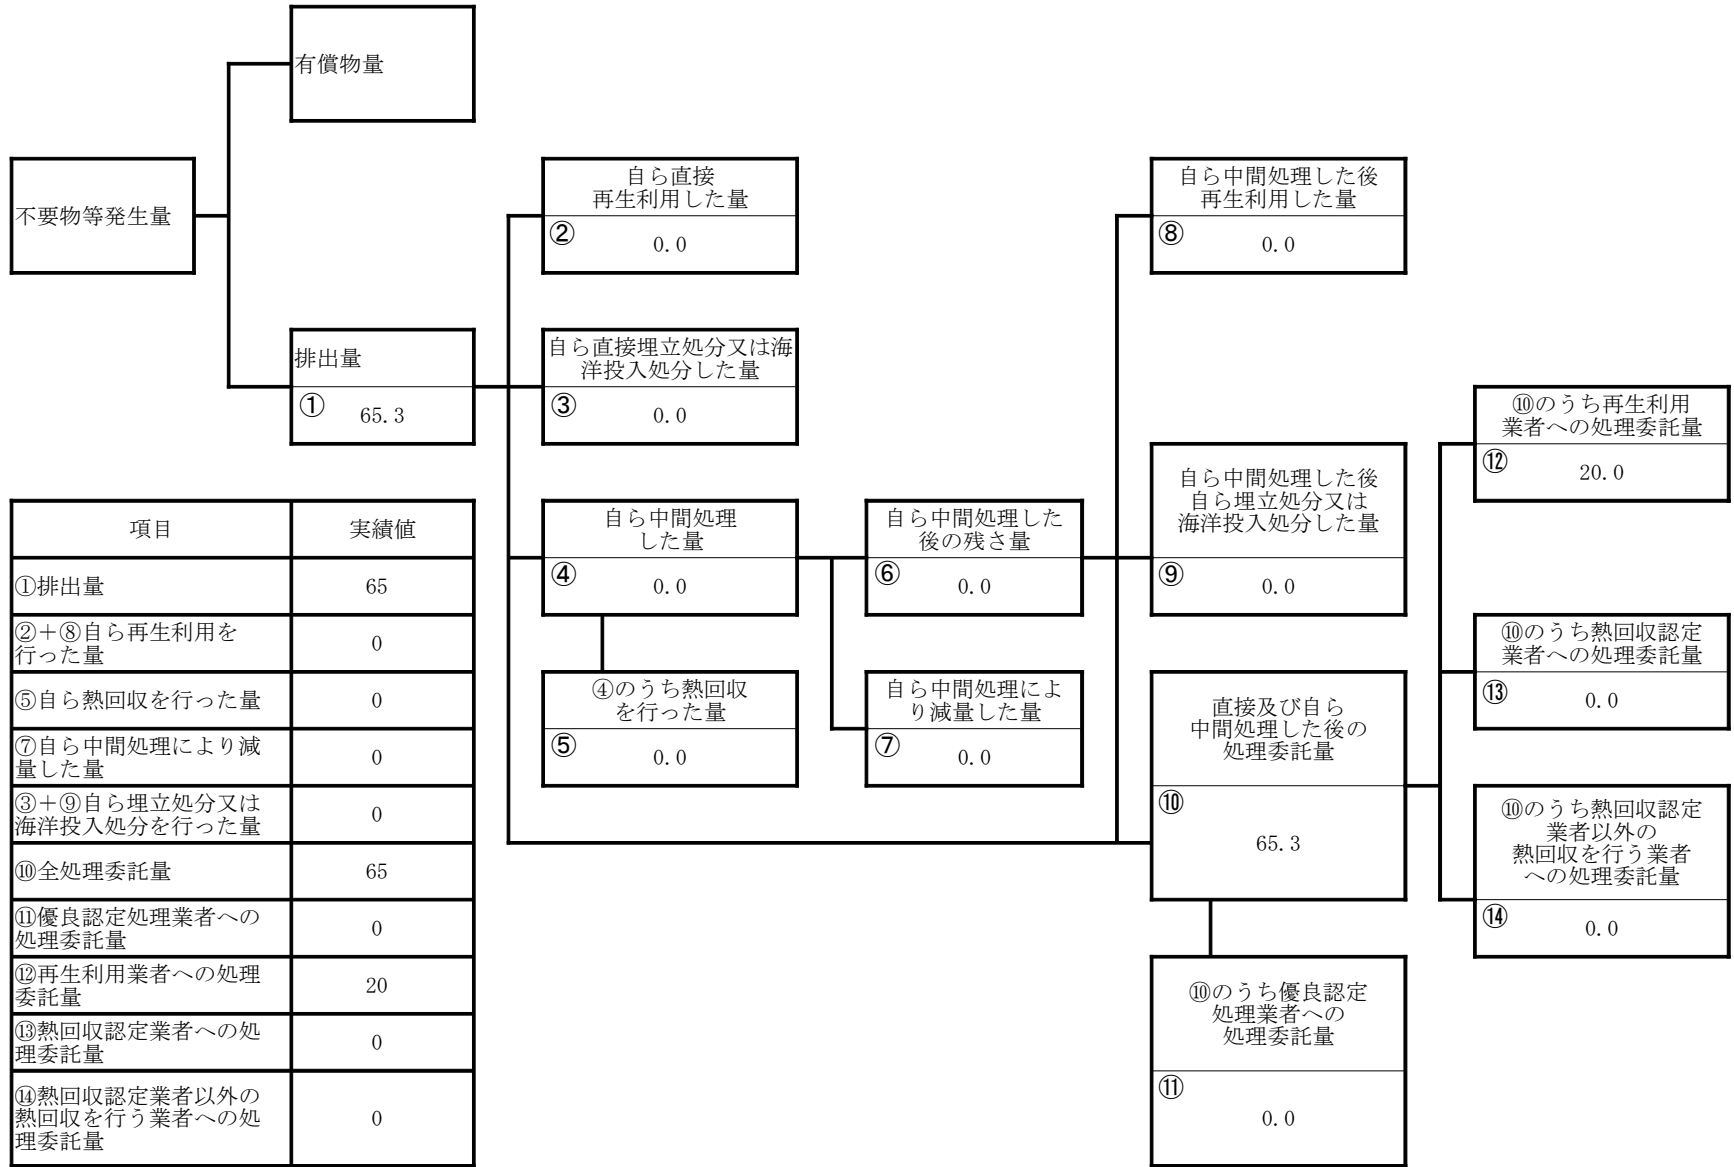 有償物量
不要物等発生量
自ら直接
再生利用した量
②
0.0
自ら中間処理した後
再生利用した量
⑧
0.0
排出量
①
65.3
自ら直接埋立処分又は海
洋投入処分した量
③
0.0
自ら中間処理
した量
④
0.0
自ら中間処理した
後の残さ量
⑥
0.0
自ら中間処理した後
自ら埋立処分又は
海洋投入処分した量
⑨
0.0
⑩のうち再生利用
業者への処理委託量
⑫
20.0
④のうち熱回収
を行った量
⑤
0.0
自ら中間処理によ
り減量した量
⑦
0.0
直接及び自ら
中間処理した後の
処理委託量
⑩
65.3
⑩のうち熱回収認定
業者への処理委託量
⑬
0.0
⑩のうち熱回収認定
業者以外の
熱回収を行う業者
への処理委託量
⑭
0.0
⑩のうち優良認定
処理業者への
処理委託量
⑪
0.0
項目 実績値
①排出量 65
②＋⑧自ら再生利用を
行った量 0
⑤自ら熱回収を行った量 0
⑦自ら中間処理により減
量した量 0
③＋⑨自ら埋立処分又は
海洋投入処分を行った量 0
⑩全処理委託量 65
⑪優良認定処理業者への
処理委託量 0
⑫再生利用業者への処理
委託量 20
⑬熱回収認定業者への処
理委託量 0
⑭熱回収認定業者以外の
熱回収を行う業者への処
理委託量 0